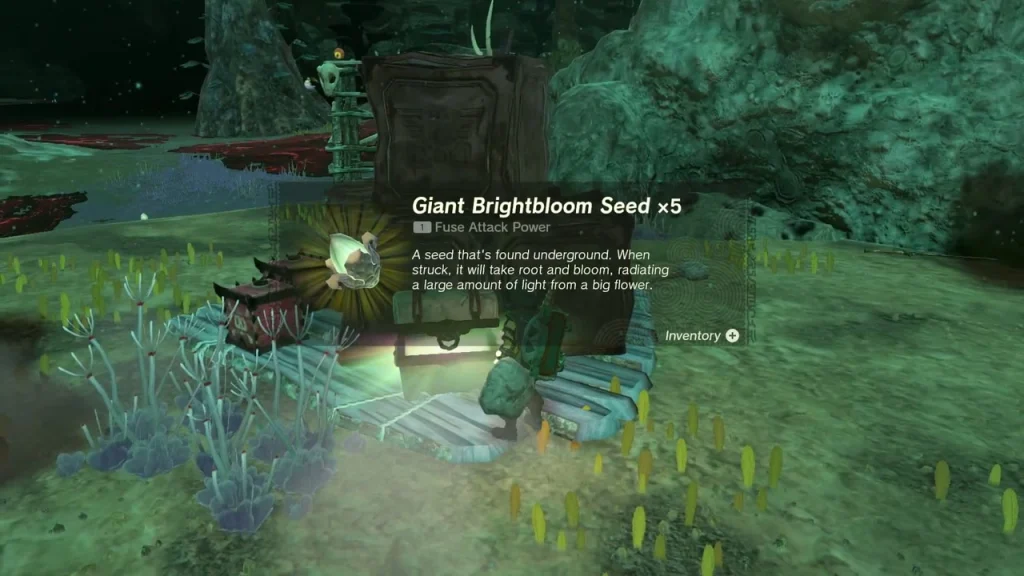 Giant Brightbloom Seed ×5
1 Fuse Attack Power
A seed that's found underground. When
struck, it will take root and bloom, radiating
a large amount of light from a big flower.
Inventory +